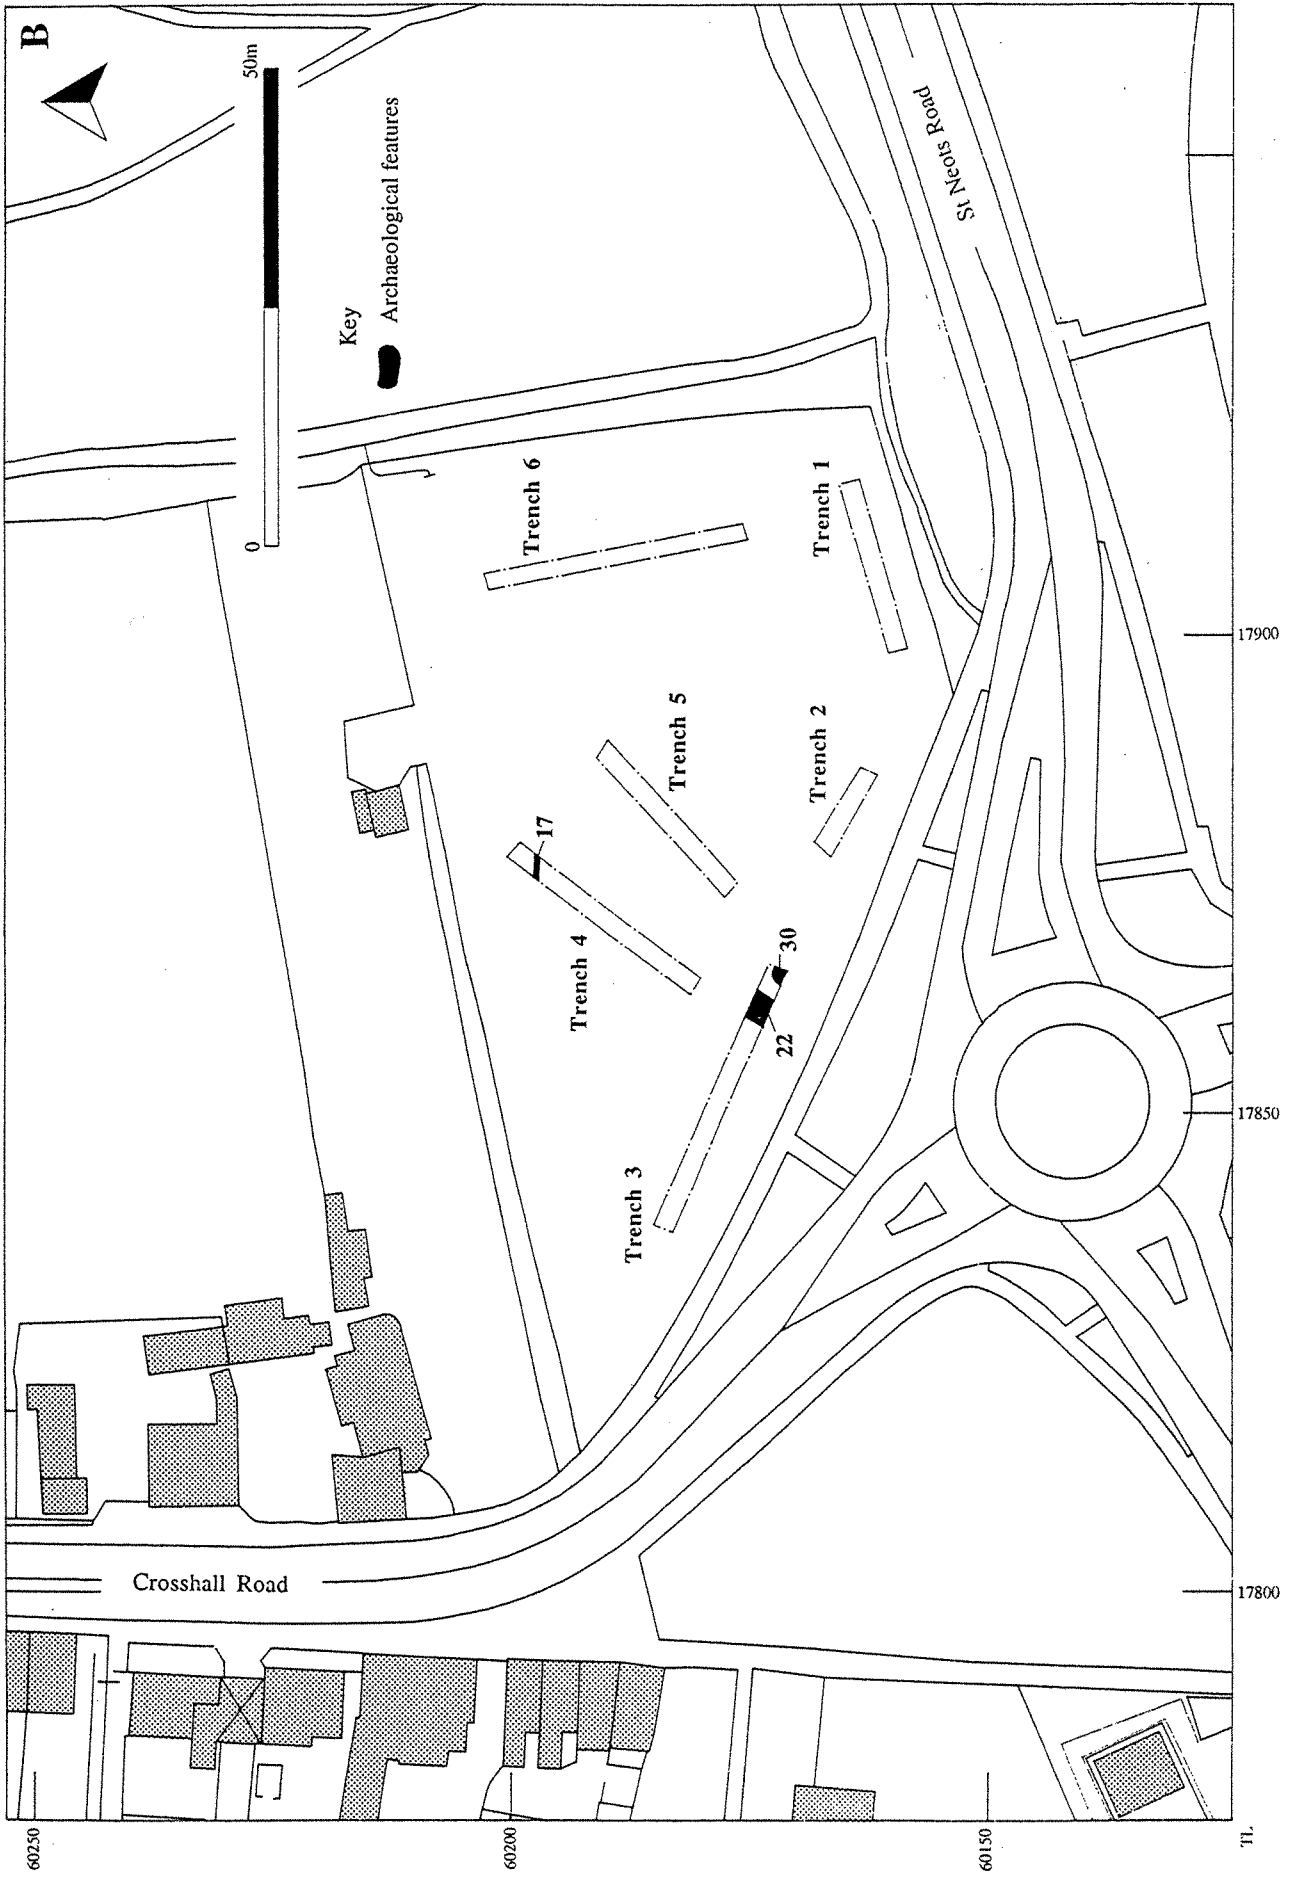 B
50m
0
Key
Archaeological features
St Neots Road
Trench 6
Trench 1
Trench 5
Trench 2
17
Trench 4
30
22
Trench 3
Crosshall Road
17900
17850
17800
60250
60200
60150
TL